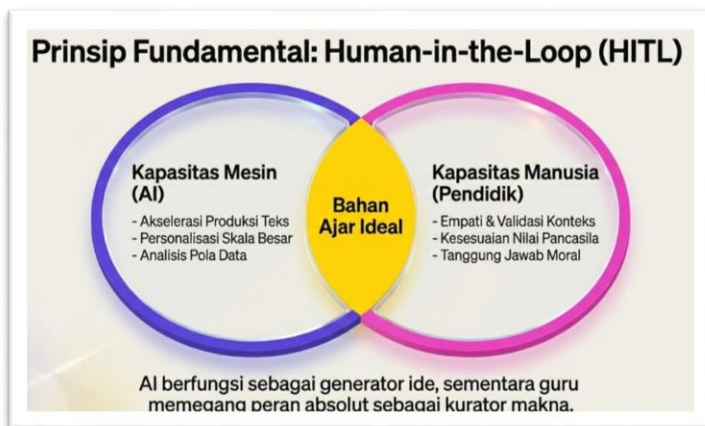 Prinsip Fundamental: Human-in-the-Loop (HITL)
Kapasitas Mesin
(AI)
- Akselerasi Produksi Teks
- Personalisasi Skala Besar
- Analisis Pola Data
Bahan
Ajar Ideal
Kapasitas Manusia
(Pendidik)
- Empati & Validasi Konteks
- Kesesuaian Nilai Pancasila
- Tanggung Jawab Moral
AI berfungsi sebagai generator ide, sementara guru
memegang peran absolut sebagai kurator makna.